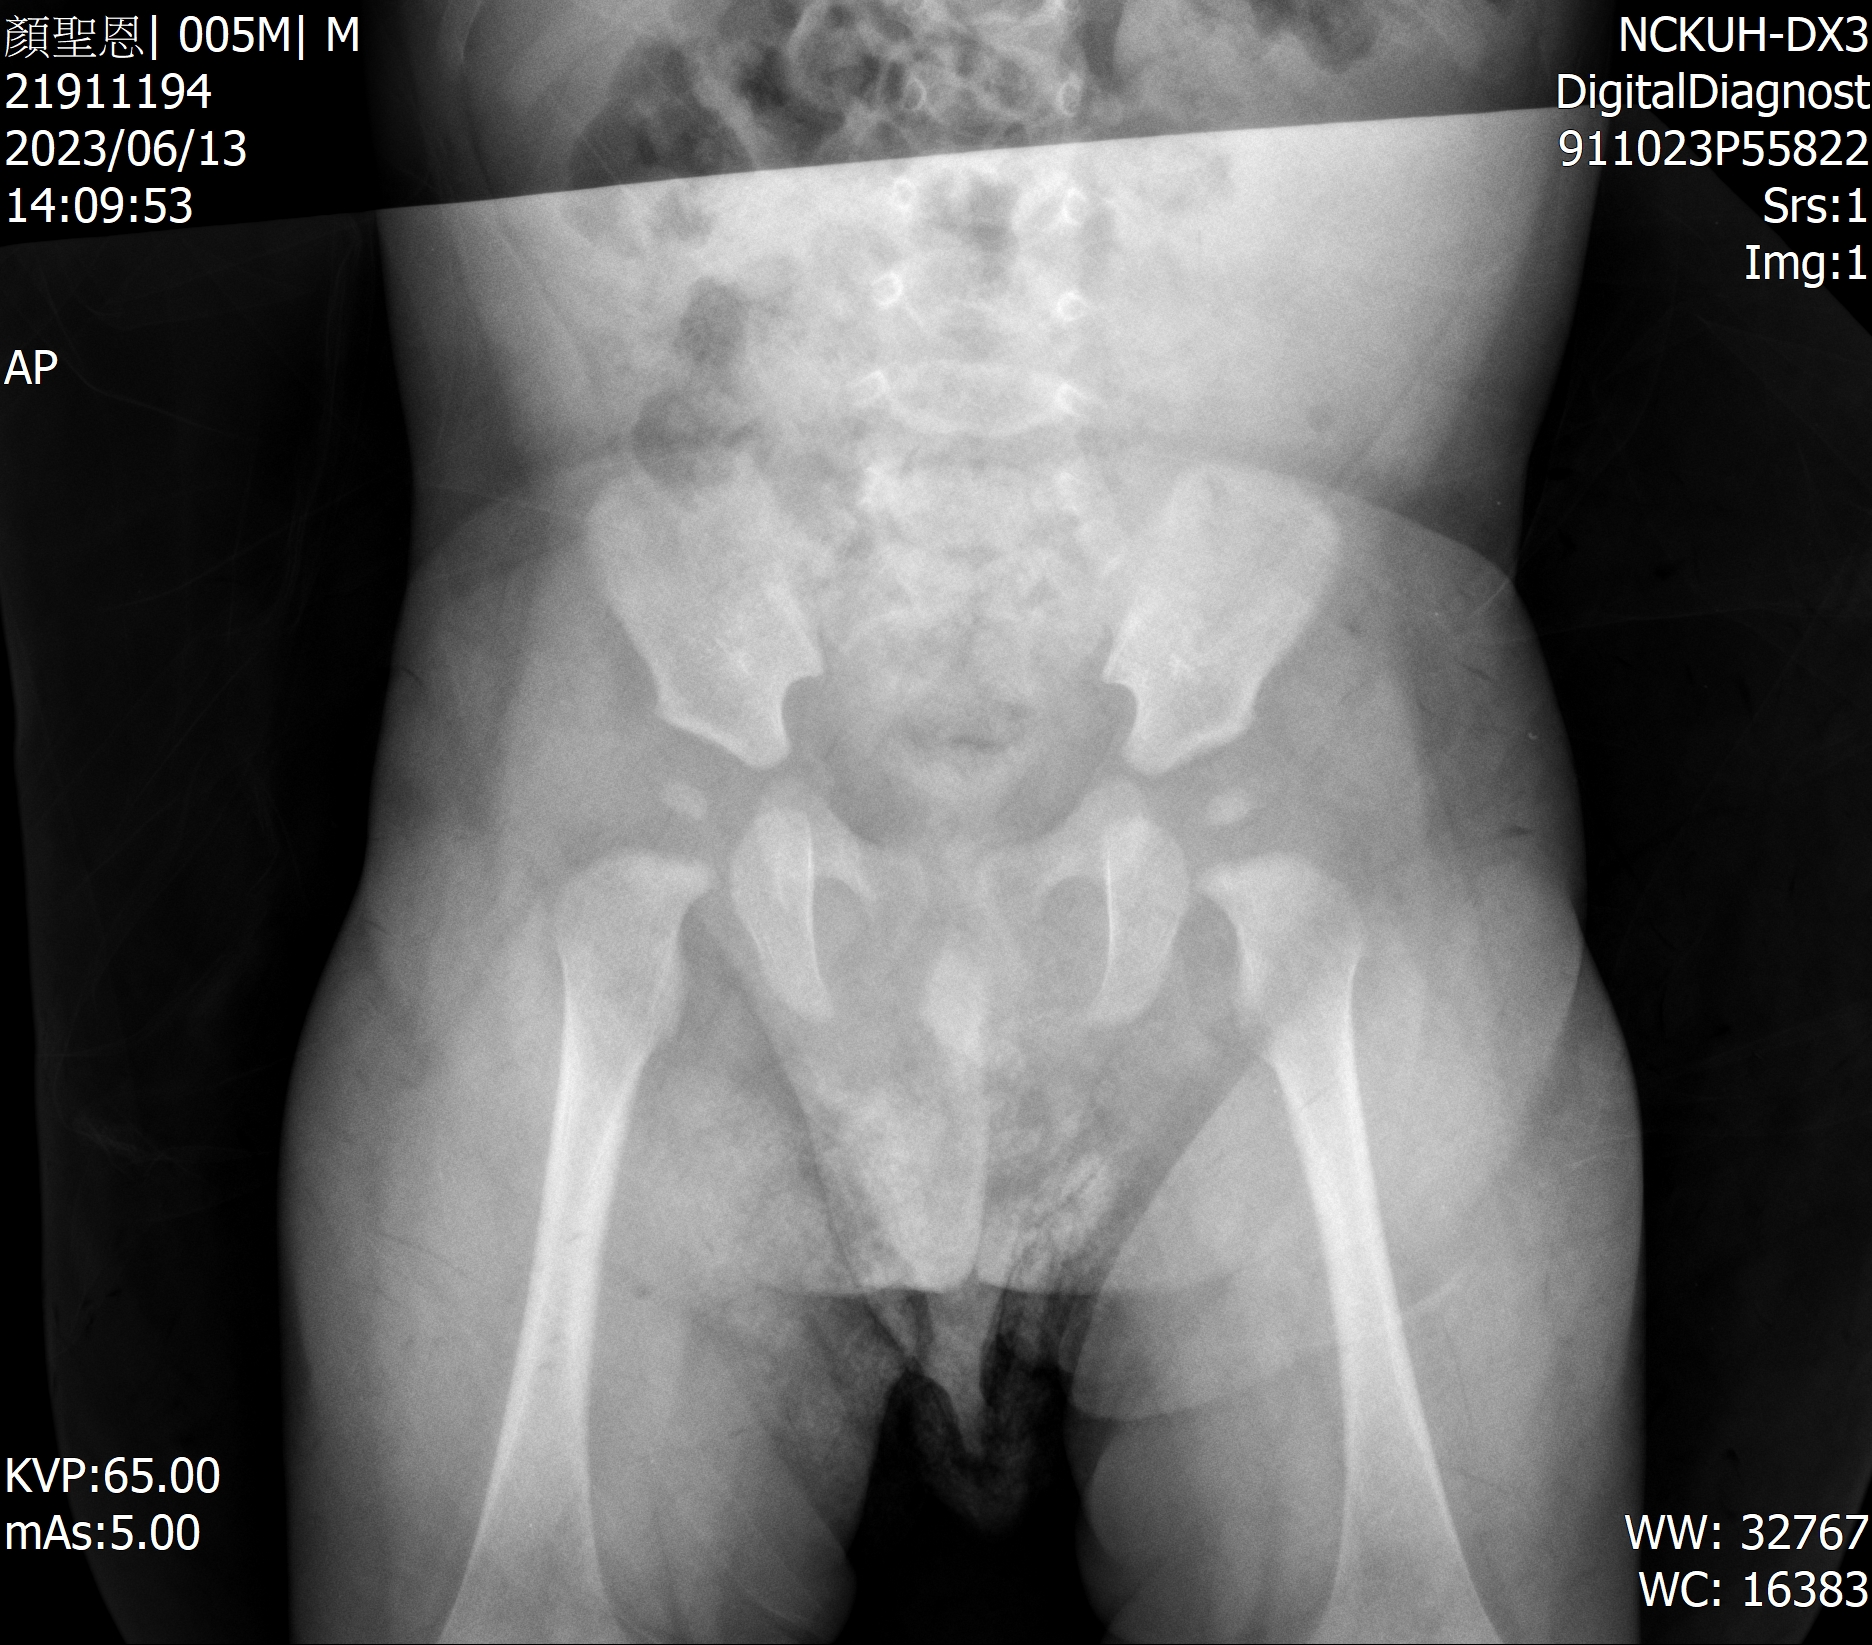 顏聖恩| 005M| M
21911194
2023/06/13
14:09:53
AP
NCKUH-DX3
DigitalDiagnost
911023P55822
Srs:1
Img:1
KVP:65.00
mAs:5.00
WW: 32767
WC: 16383